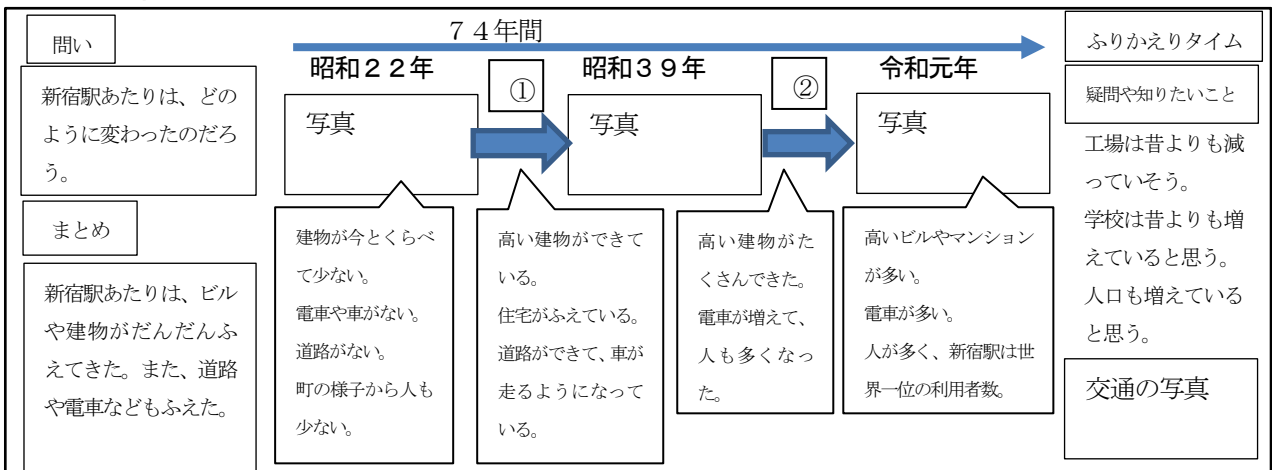 問い
新宿駅あたりは、どの
ように変わったのだろ
う。
まとめ
新宿駅あたりは、ビル
や建物がだんだんふ
えてきた。また、道路
や電車などもふえた。
７４年間
昭和２２年
①
昭和３９年
②
令和元年
写真
写真
写真
建物が今とくらべ
て少ない。
電車や車がない。
道路がない。
町の様子から人も
少ない。
高い建物ができて
いる。
住宅がふえている。
道路ができて、車が
走るようになって
いる。
高い建物がた
くさんできた。
電車が増えて、
人も多くなっ
た。
高いビルやマンション
が多い。
電車が多い。
人が多く、新宿駅は世
界一位の利用者数。
ふりかえりタイム
疑問や知りたいこと
工場は昔よりも減
っていそう。
学校は昔よりも増
えていると思う。
人口も増えている
と思う。
交通の写真